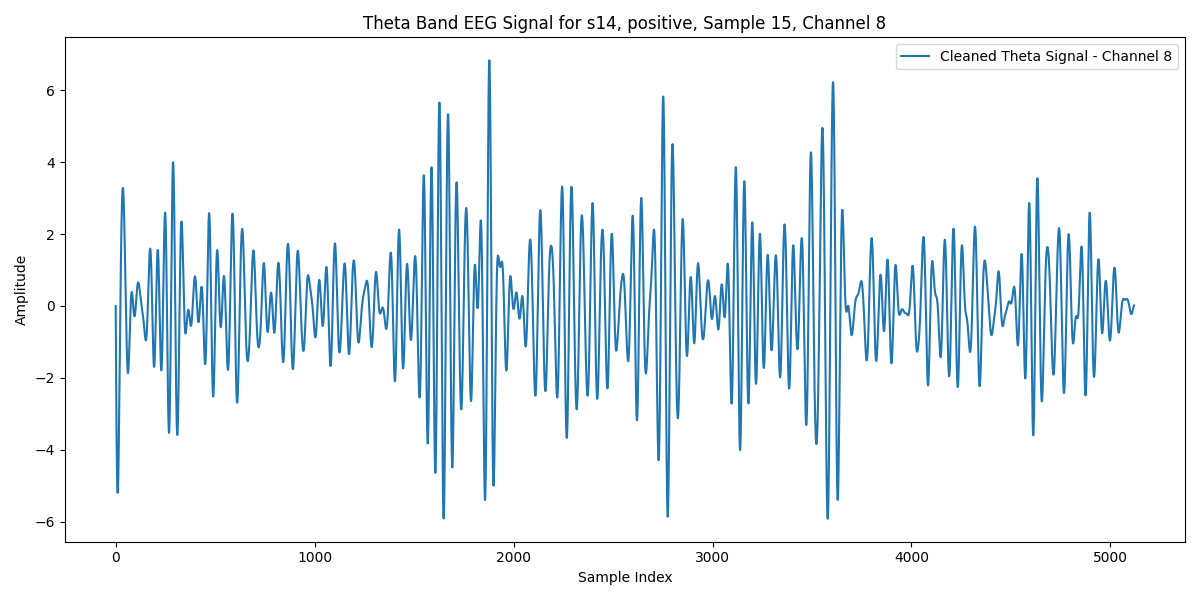 Theta Band EEG Signal for s14, positive, Sample 15, Channel 8
Cleaned Theta Signal - Channel 8
Amplitude
6
4
2
0
−2
−4
−6
0 1000 2000 3000 4000 5000
Sample Index